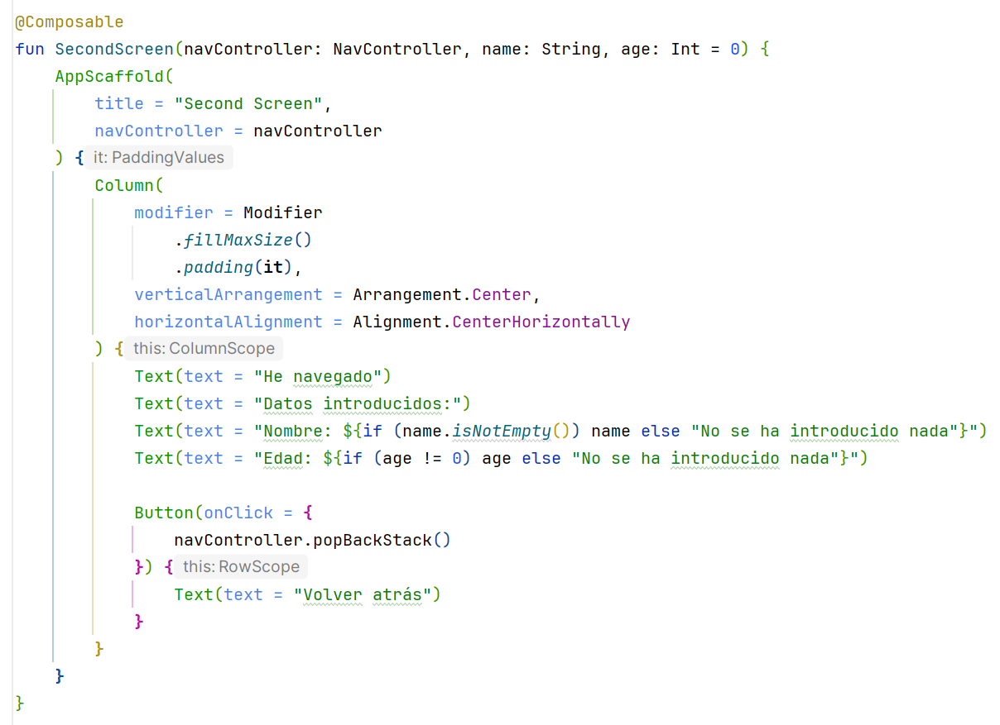 @Composable
fun SecondScreen(navController: NavController, name: String, age: Int = 0) {
    AppScaffold(
        title = "Second Screen",
        navController = navController
    ) { it: PaddingValues
        Column(
            modifier = Modifier
                .fillMaxSize()
                .padding(it),
            verticalArrangement = Arrangement.Center,
            horizontalAlignment = Alignment.CenterHorizontally
        ) { this: ColumnScope
            Text(text = "He navegado")
            Text(text = "Datos introducidos:")
            Text(text = "Nombre: ${if (name.isNotEmpty()) name else "No se ha introducido nada"}")
            Text(text = "Edad: ${if (age != 0) age else "No se ha introducido nada"}")

            Button(onClick = {
                navController.popBackStack()
            }) { this: RowScope
                Text(text = "Volver atrás")
            }
        }
    }
}